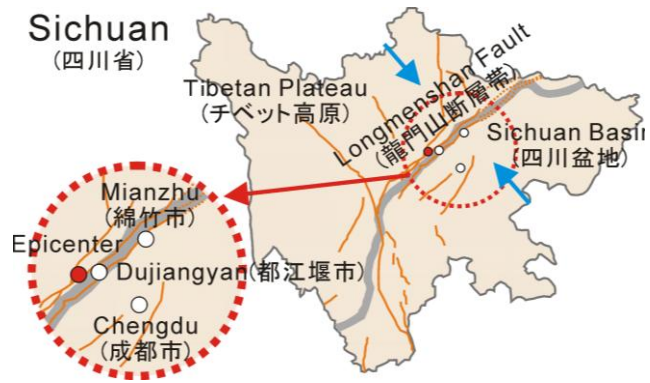 Sichuan
(四川省)
Tibetan Plateau
(チベット高原)
Longmenshan Fault
(龍門山断層帯)
Sichuan Basin
(四川盆地)
Mianzhu
(綿竹市)
Epicenter
Dujiangyan(都江堰市)
Chengdu
(成都市)